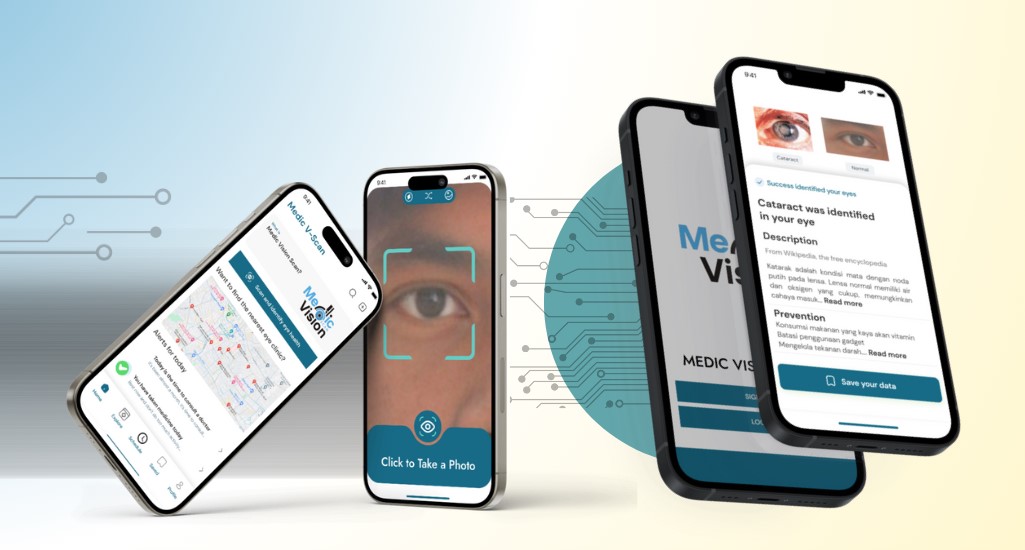 9:41
Medic V-Scan
Medic Vision Scan?
Medic
Vision
Scan and identify eye health
Want to find the nearest eye clinic?
Alerts for today
Today is the time to consult a doctor
You have taken medicine today
Home
Explore
Schedule
Saved
Profile
9:41
Click to Take a Photo
Me
Vis
MEDIC VIS
SIG
LO
9:41
Cataract
Normal
Success identified your eyes
Cataract was identified
in your eye
Description
From Wikipedia, the free encyclopedia
Katarak adalah kondisi mata dengan noda
putih pada lensa. Lensa normal memiliki air
dan oksigen yang cukup, memungkinkan
cahaya masuk... Read more
Prevention
Konsumsi makanan yang kaya akan vitamin
Batasi penggunaan gadget
Mengelola tekanan darah... Read more
Save your data